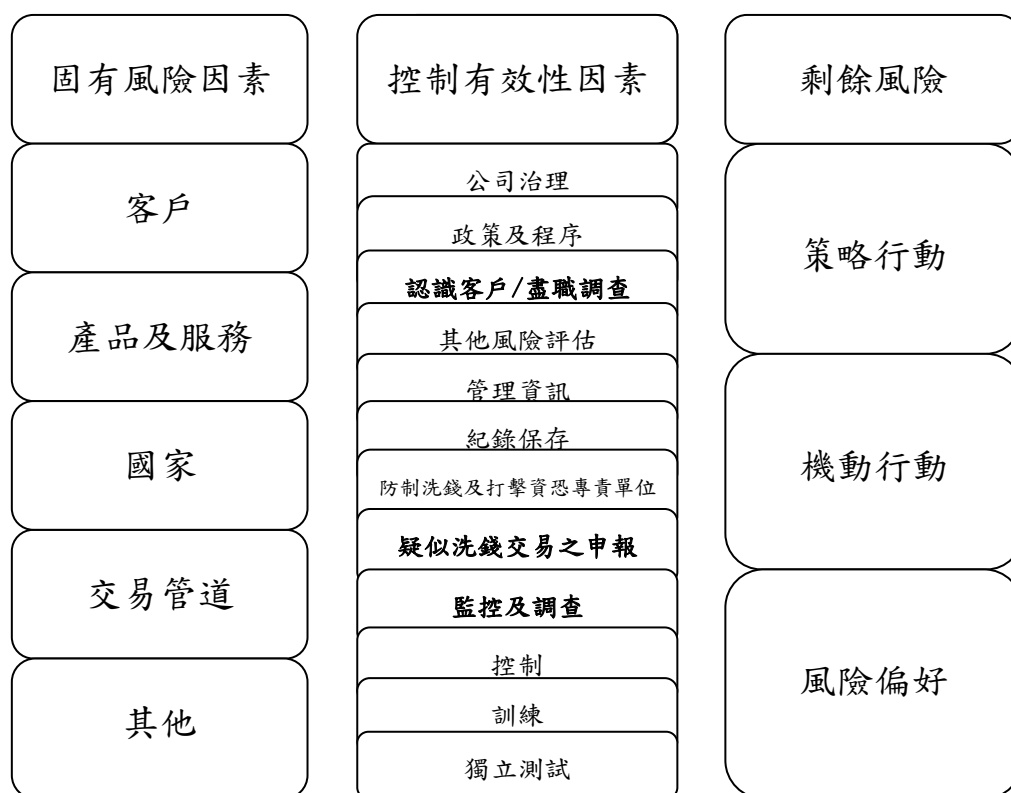 固有風險因素
客戶
產品及服務
國家
交易管道
其他
控制有效性因素
公司治理
政策及程序
認識客戶/盡職調查
其他風險評估
管理資訊
紀錄保存
防制洗錢及打擊資恐專責單位
疑似洗錢交易之申報
監控及調查
控制
訓練
獨立測試
剩餘風險
策略行動
機動行動
風險偏好